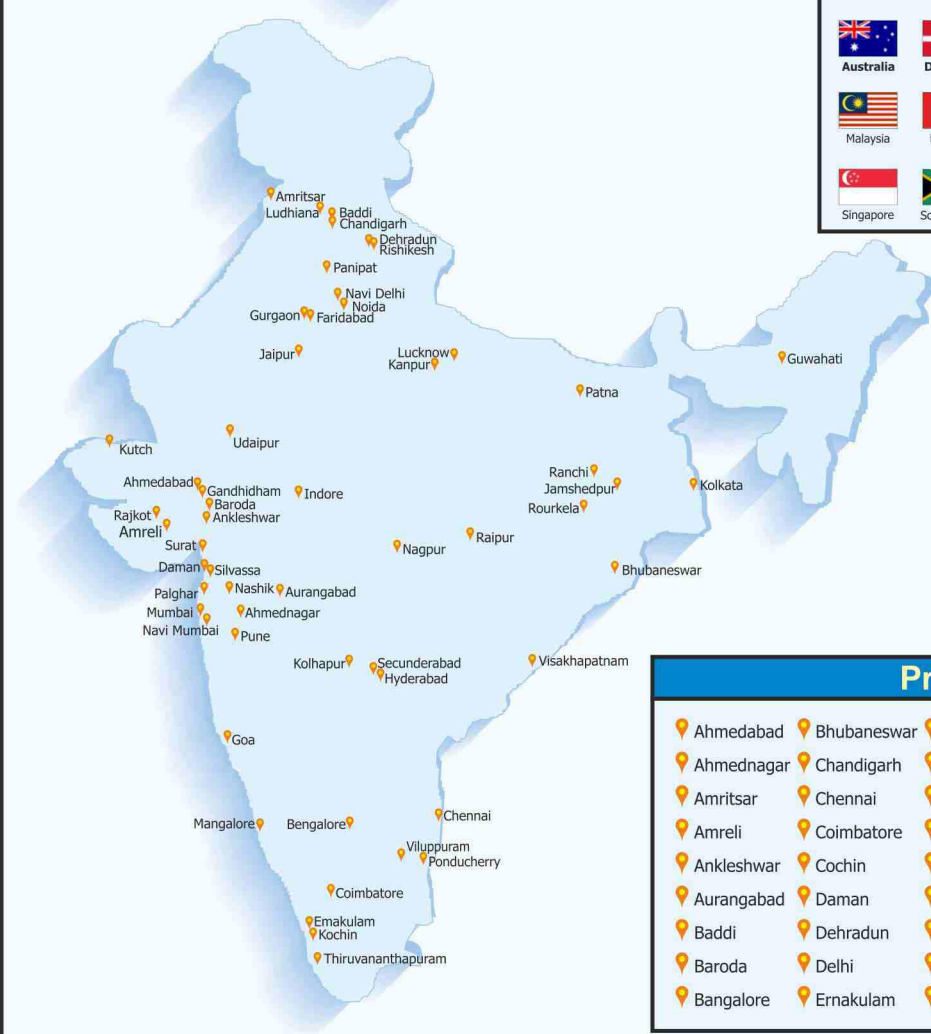 Australia
D
Malaysia
Singapore
So
Amritsar
Ludhiana
Baddi
Chandigarh
Dehradun
Rishikesh
Panipat
Navi Delhi
Noida
Gurgaon
Faridabad
Jaipur
Lucknow
Kanpur
Guwahati
Patna
Udaipur
Kutch
Ahmedabad
Gandhidham
Indore
Baroda
Ankleshwar
Rajkot
Amreli
Surat
Ranchi
Jamshedpur
Rourkela
Kolkata
Raipur
Nagpur
Bhubaneswar
Daman
Silvassa
Palghar
Nashik
Aurangabad
Mumbai
Ahmednagar
Navi Mumbai
Pune
Kolhapur
Secunderabad
Hyderabad
Visakhapatnam
Goa
Mangalore
Bengalore
Chennai
Viluppuram
Ponducherry
Coimbatore
Emakulam
Kochin
Thiruvananthapuram
Pr
Ahmedabad Bhubaneswar
Ahmednagar Chandigarh
Amritsar Chennai
Amreli Coimbatore
Ankleshwar Cochin
Aurangabad Daman
Baddi Dehradun
Baroda Delhi
Bangalore Ernakulam